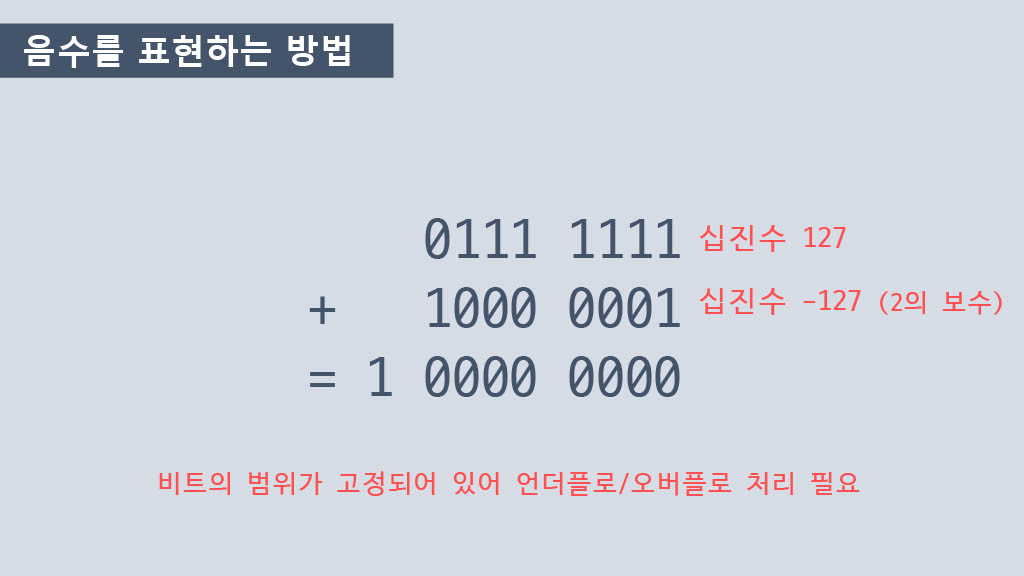 음수를 표현하는 방법
0111 1111 십진수 127
+ 1000 0001 십진수 -127 (2의 보수)
= 1 0000 0000
비트의 범위가 고정되어 있어 언더플로/오버플로 처리 필요